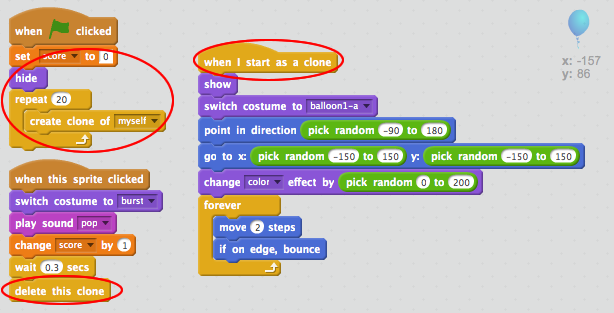 when clicked
set score to 0
hide
repeat 20
create clone of myself
when this sprite clicked
switch costume to burst
play sound pop
change score by 1
wait 0.3 secs
delete this clone
when I start as a clone
show
switch costume to balloon1-a
point in direction pick random -90 to 180
go to x: pick random -150 to 150 y: pick random -150 to 150
change color effect by pick random 0 to 200
forever
move 2 steps
if on edge, bounce
x: -157
y: 86